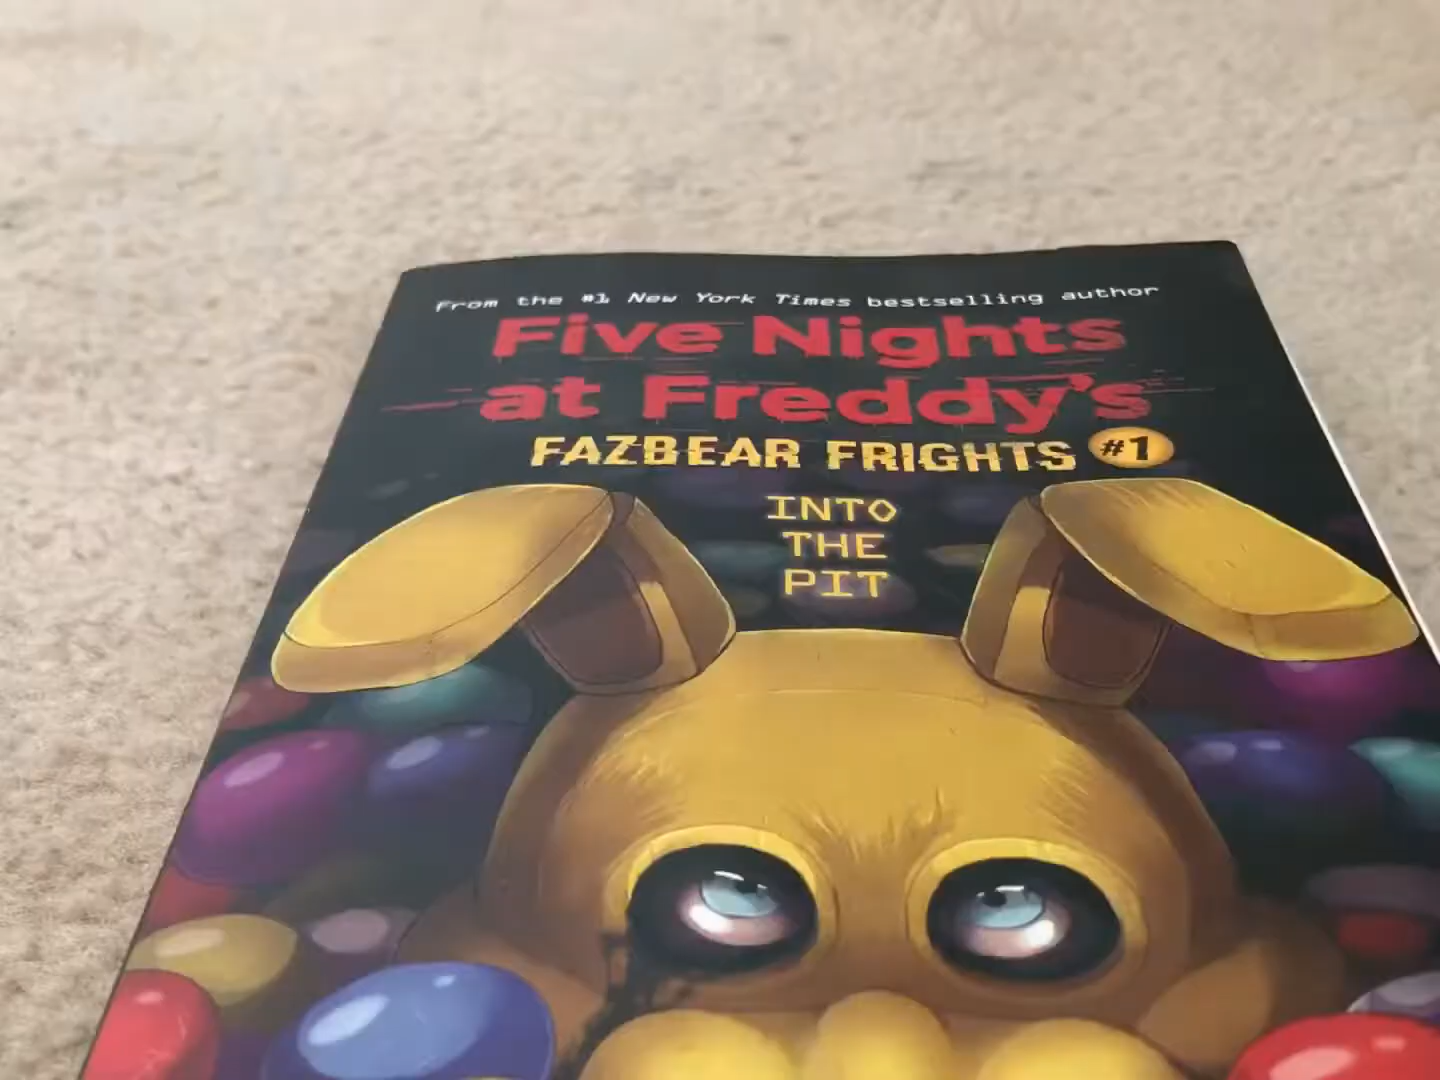 From the #1 New York Times bestselling author
Five Nights
at Freddy's
FAZBEAR FRIGHTS #1
INTO
THE
PIT